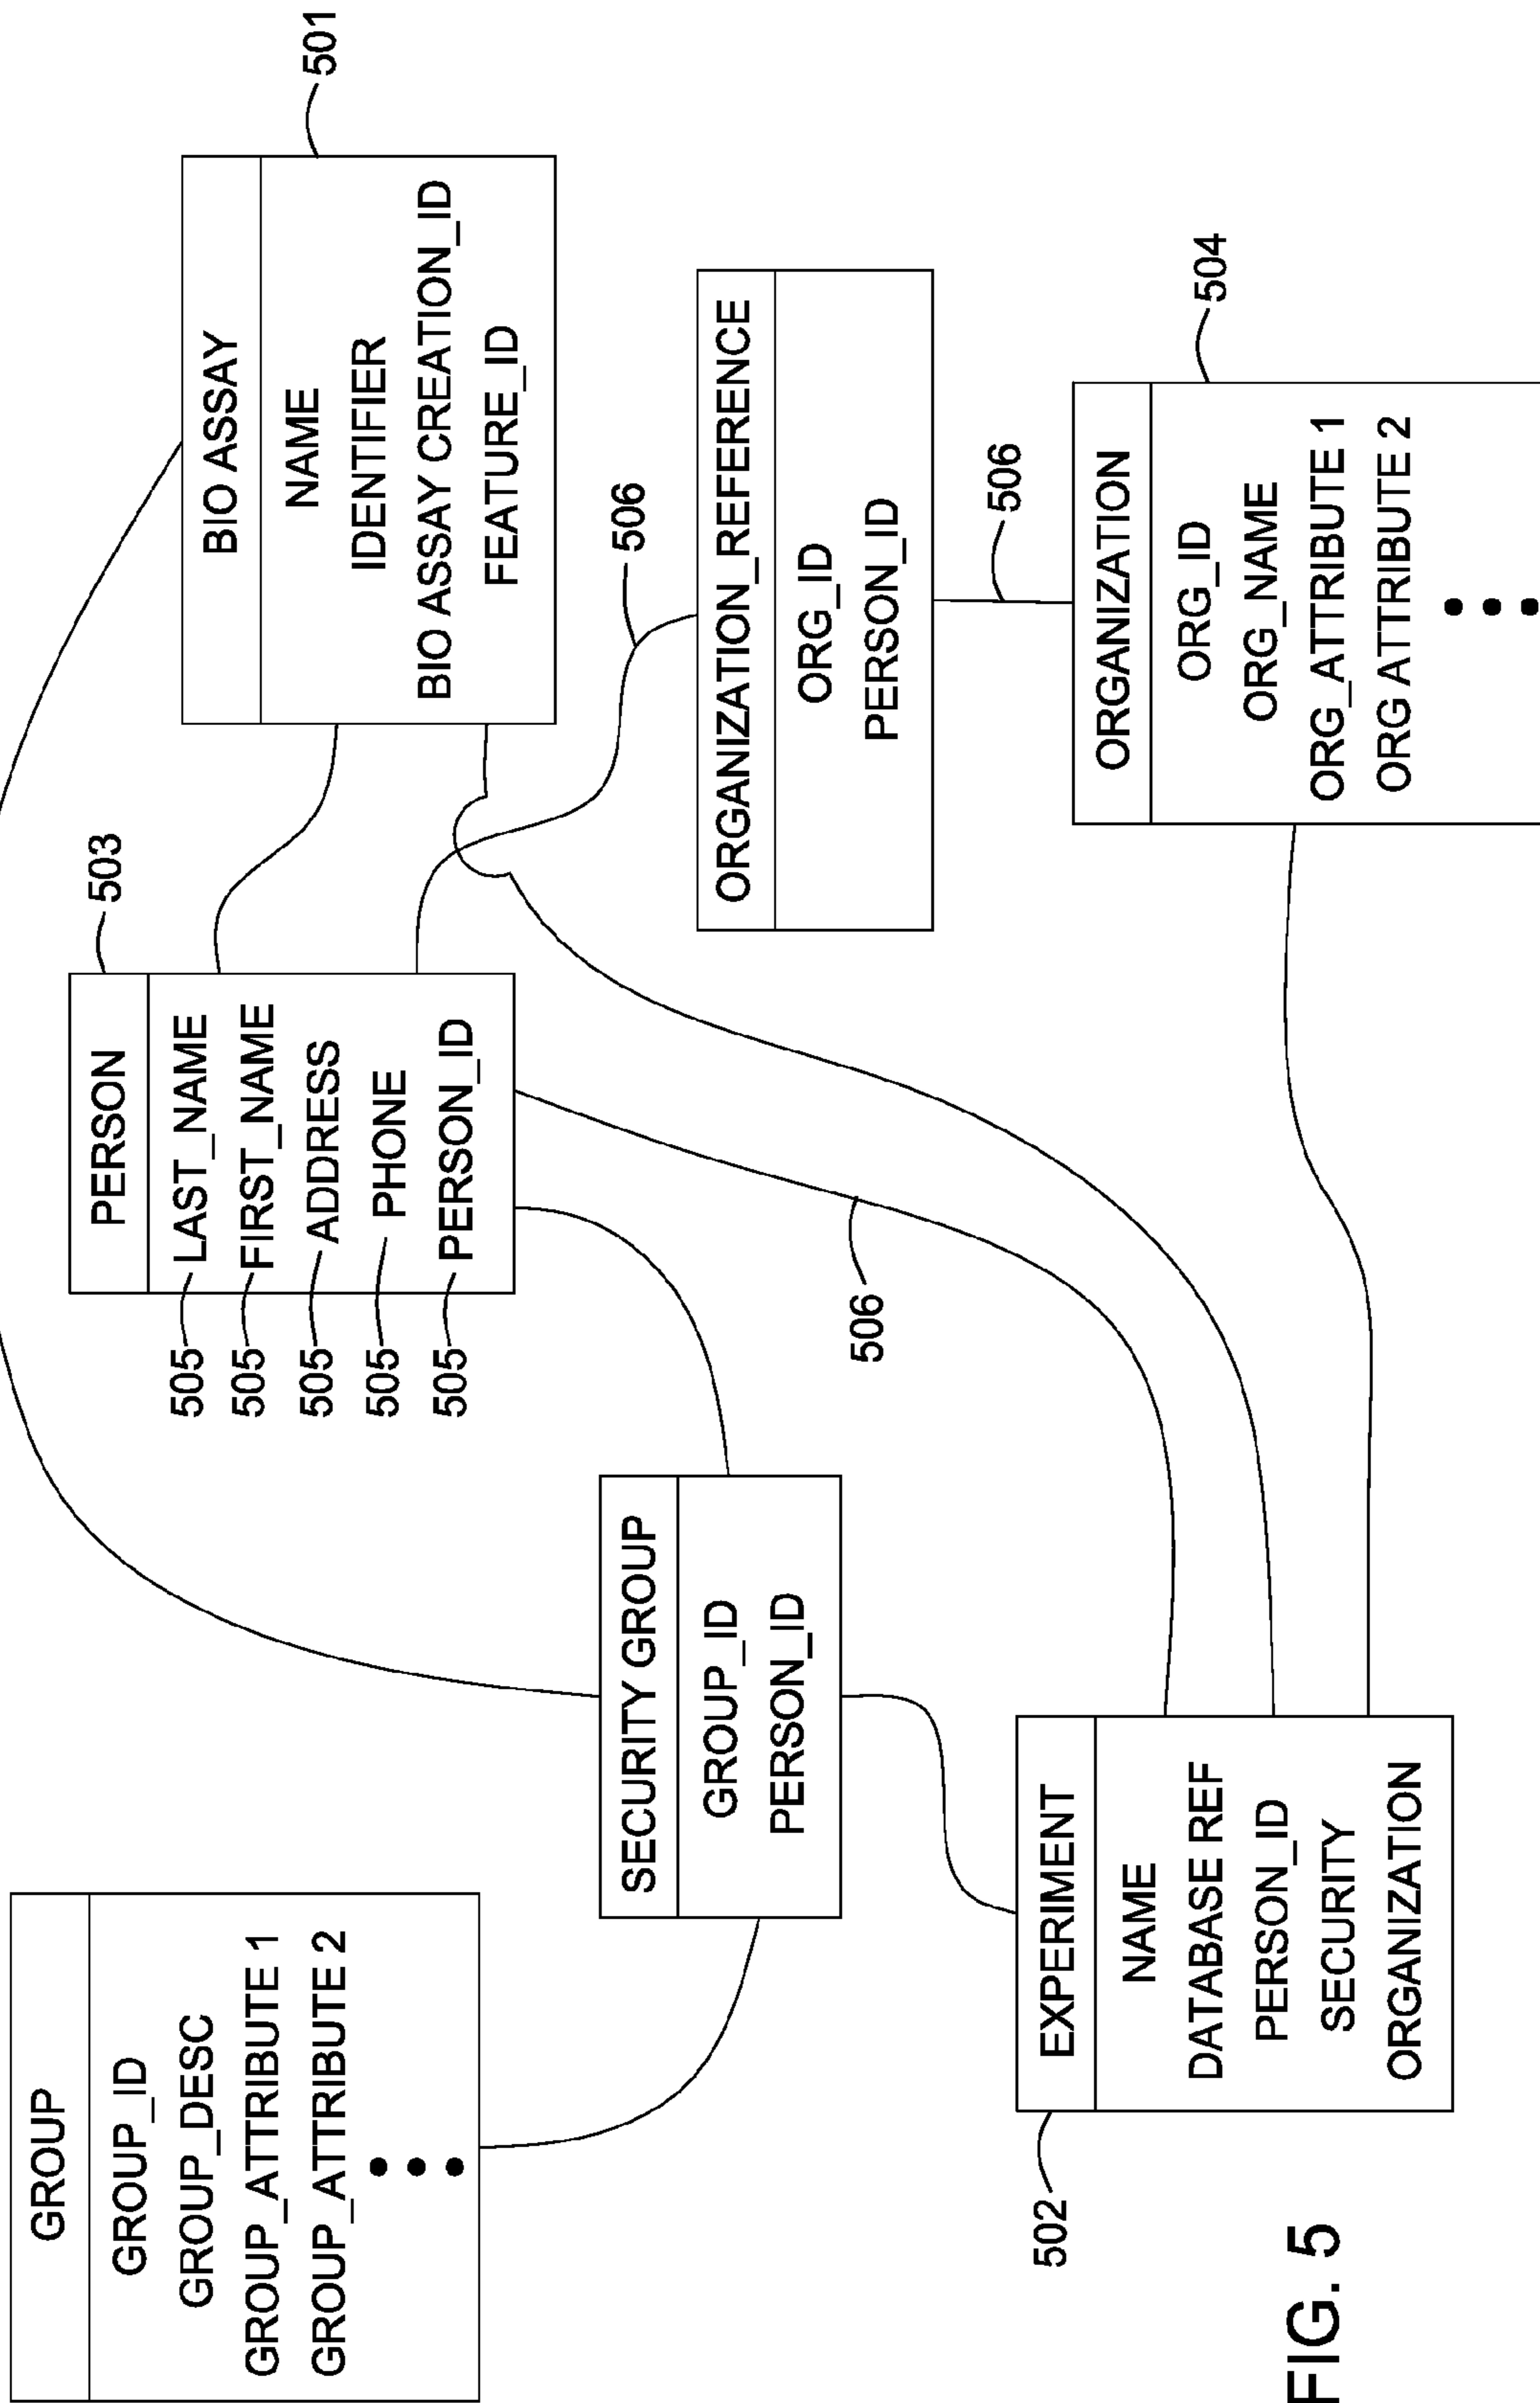 GROUP
GROUP_ID
GROUP_DESC
GROUP_ATTRIBUTE 1
GROUP_ATTRIBUTE 2
PERSON
503
505
LAST_NAME
505
FIRST_NAME
505
ADDRESS
505
PHONE
505
PERSON_ID
BIO ASSAY
501
NAME
IDENTIFIER
BIO ASSAY CREATION_ID
FEATURE_ID
SECURITY GROUP
GROUP_ID
PERSON_ID
506
ORGANIZATION_REFERENCE
ORG_ID
PERSON_ID
506
506
502
EXPERIMENT
NAME
DATABASE REF
PERSON_ID
SECURITY
ORGANIZATION
504
ORGANIZATION
ORG_ID
ORG_NAME
ORG_ATTRIBUTE 1
ORG ATTRIBUTE 2
FIG. 5